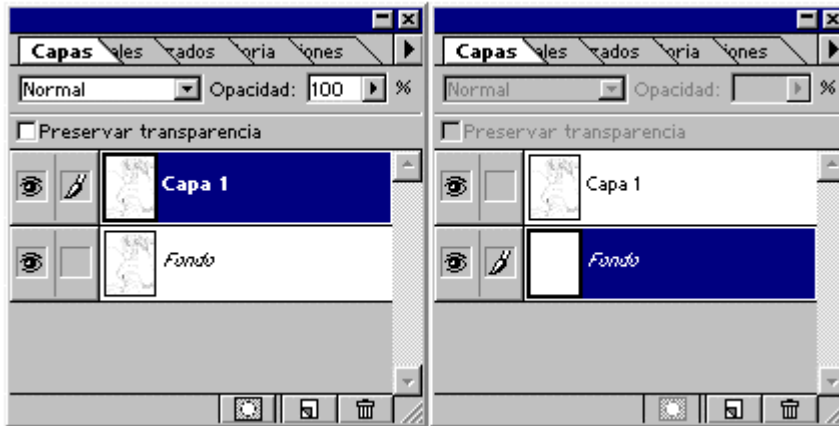 Capas ales zados oria iones
Normal Opacidad: 100 %
Preservar transparencia
Capa 1
Fondo
Capas ales zados oria iones
Normal Opacidad: %
Preservar transparencia
Capa 1
Fondo